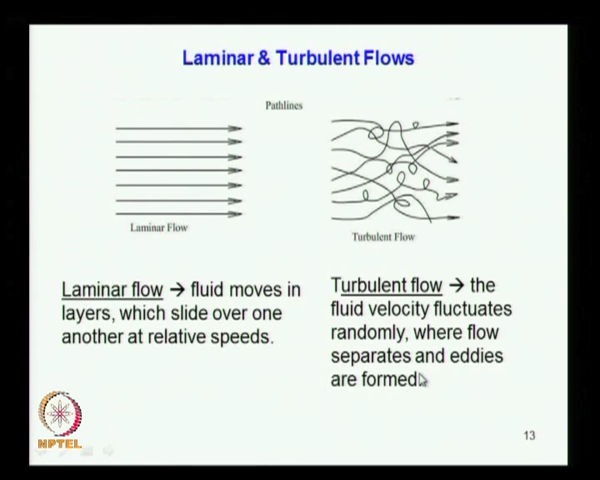 Laminar & Turbulent Flows
Pathlines
Laminar Flow
Turbulent Flow
Laminar flow → fluid moves in
layers, which slide over one
another at relative speeds.
Turbulent flow → the
fluid velocity fluctuates
randomly, where flow
separates and eddies
are formed
NPTEL
13